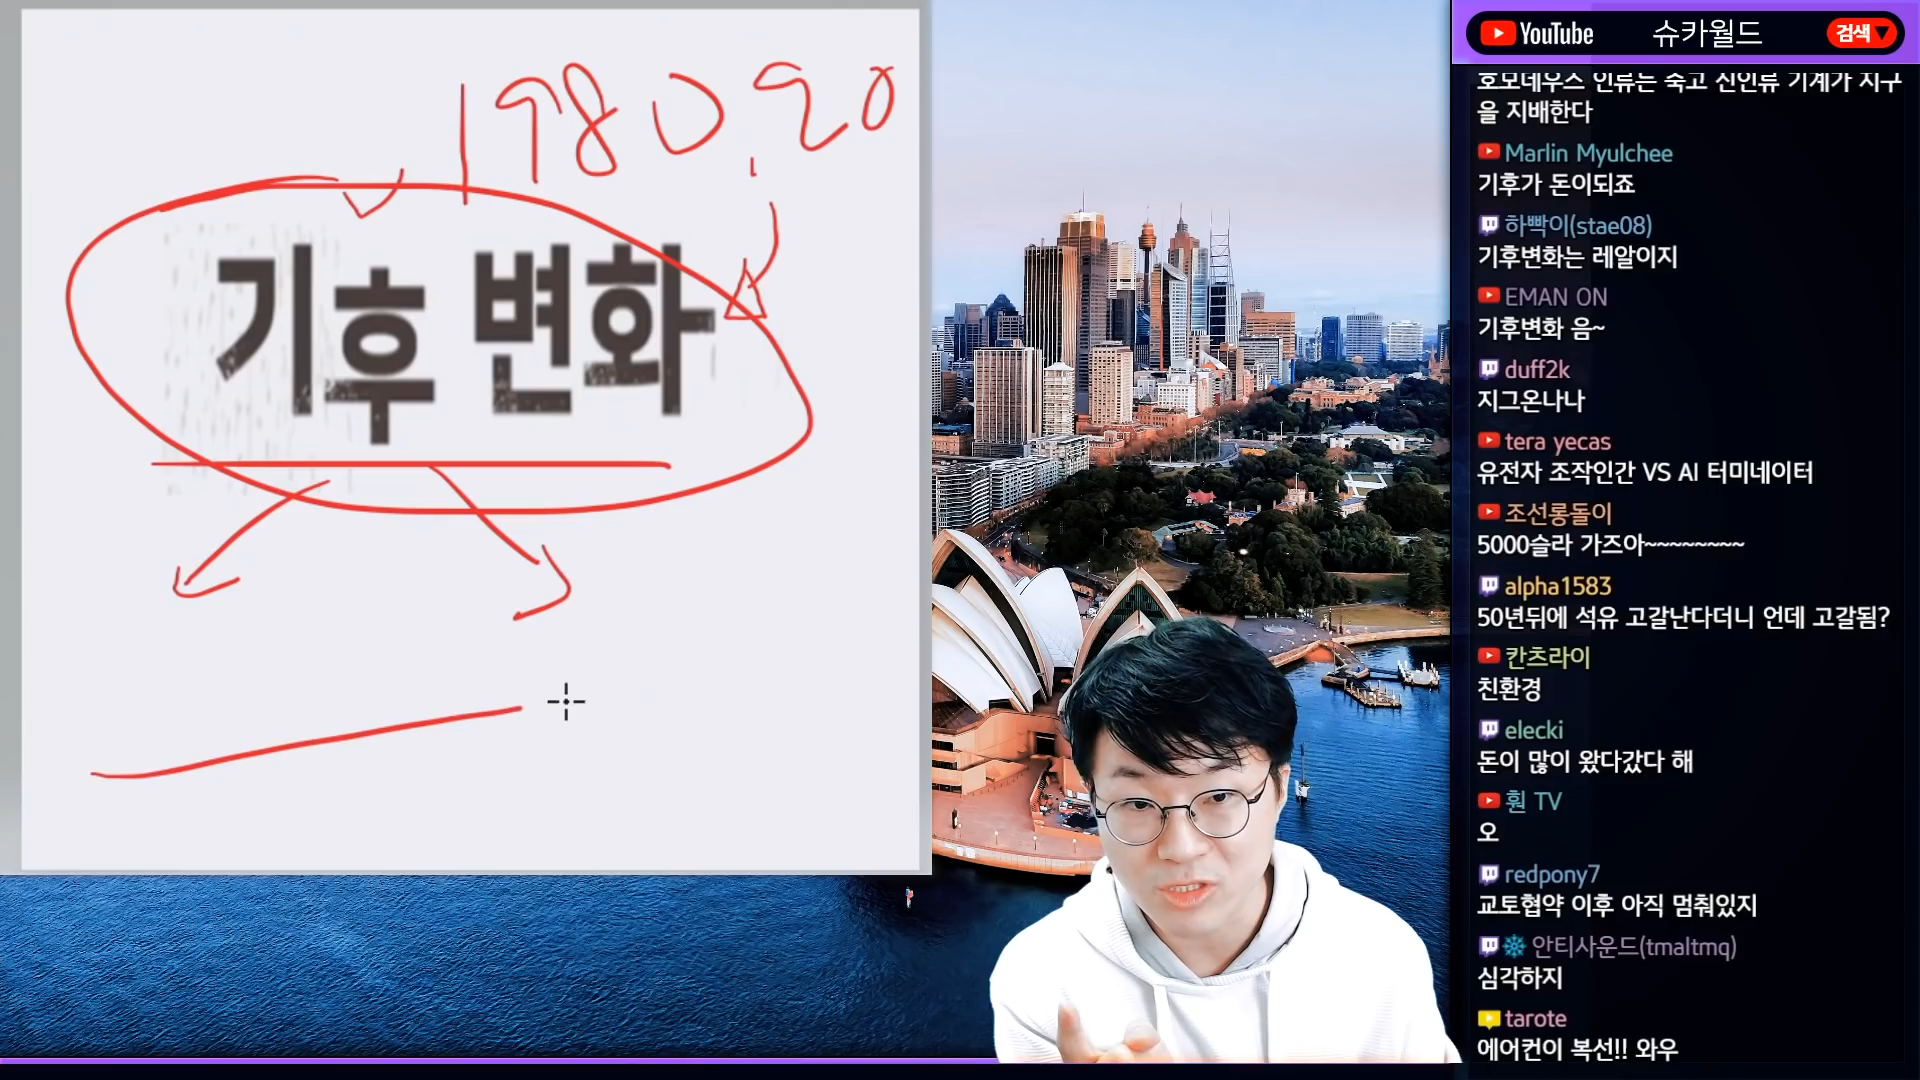 1980, 90
기후 변화
YouTube 슈카월드 검색▼
호모데우스 인류는 죽고 신인류 기계가 지구
을 지배한다
Marlin Myulchee
기후가 돈이되죠
하빡이(stae08)
기후변화는 레알이지
EMAN ON
기후변화 음~
duff2k
지그온나나
tera yecas
유전자 조작인간 VS AI 터미네이터
조선롱돌이
5000슬라 가즈아~~~~~~~~
alpha1583
50년뒤에 석유 고갈난다더니 언데 고갈됨?
칸츠라이
친환경
elecki
돈이 많이 왔다갔다 해
훤 TV
오
redpony7
교토협약 이후 아직 멈춰있지
안티사운드(tmaltmq)
심각하지
tarote
에어컨이 복선!! 와우